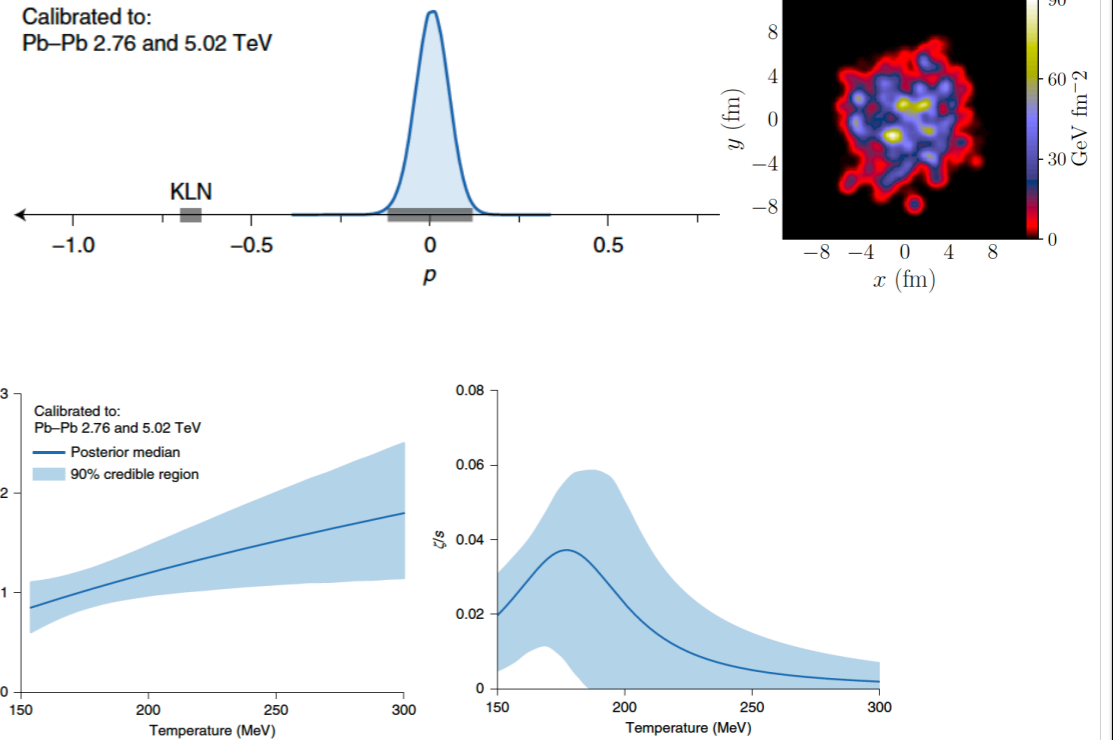 Calibrated to:
Pb–Pb 2.76 and 5.02 TeV
KLN
−1.0
−0.5
0
0.5
p
8
4
0
−4
−8
y (fm)
−8
−4
0
4
8
x (fm)
90
60
30
0
GeV fm−2
3
2
1
0
Calibrated to:
Pb–Pb 2.76 and 5.02 TeV
Posterior median
90% credible region
150
200
250
300
Temperature (MeV)
0.08
0.06
0.04
0.02
0
ζ/s
150
200
250
300
Temperature (MeV)